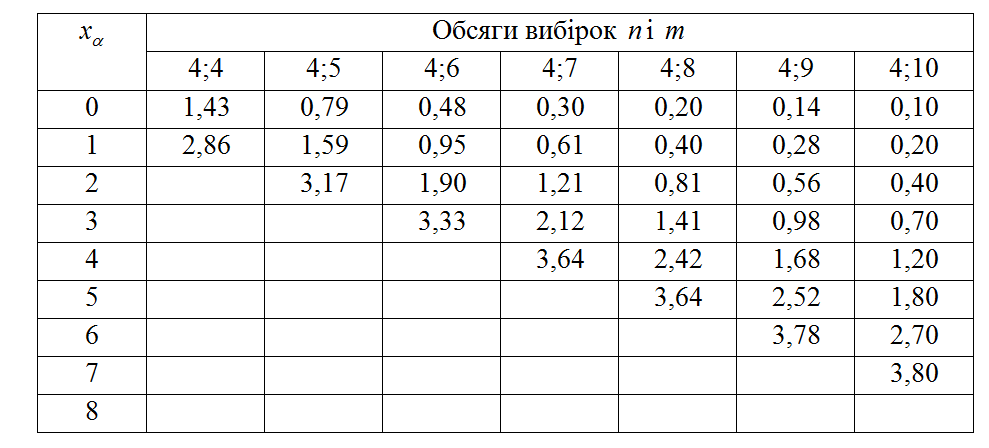 xα Обсяги вибірок n і m
4;4 4;5 4;6 4;7 4;8 4;9 4;10
0 1,43 0,79 0,48 0,30 0,20 0,14 0,10
1 2,86 1,59 0,95 0,61 0,40 0,28 0,20
2 3,17 1,90 1,21 0,81 0,56 0,40
3 3,33 2,12 1,41 0,98 0,70
4 3,64 2,42 1,68 1,20
5 3,64 2,52 1,80
6 3,78 2,70
7 3,80
8